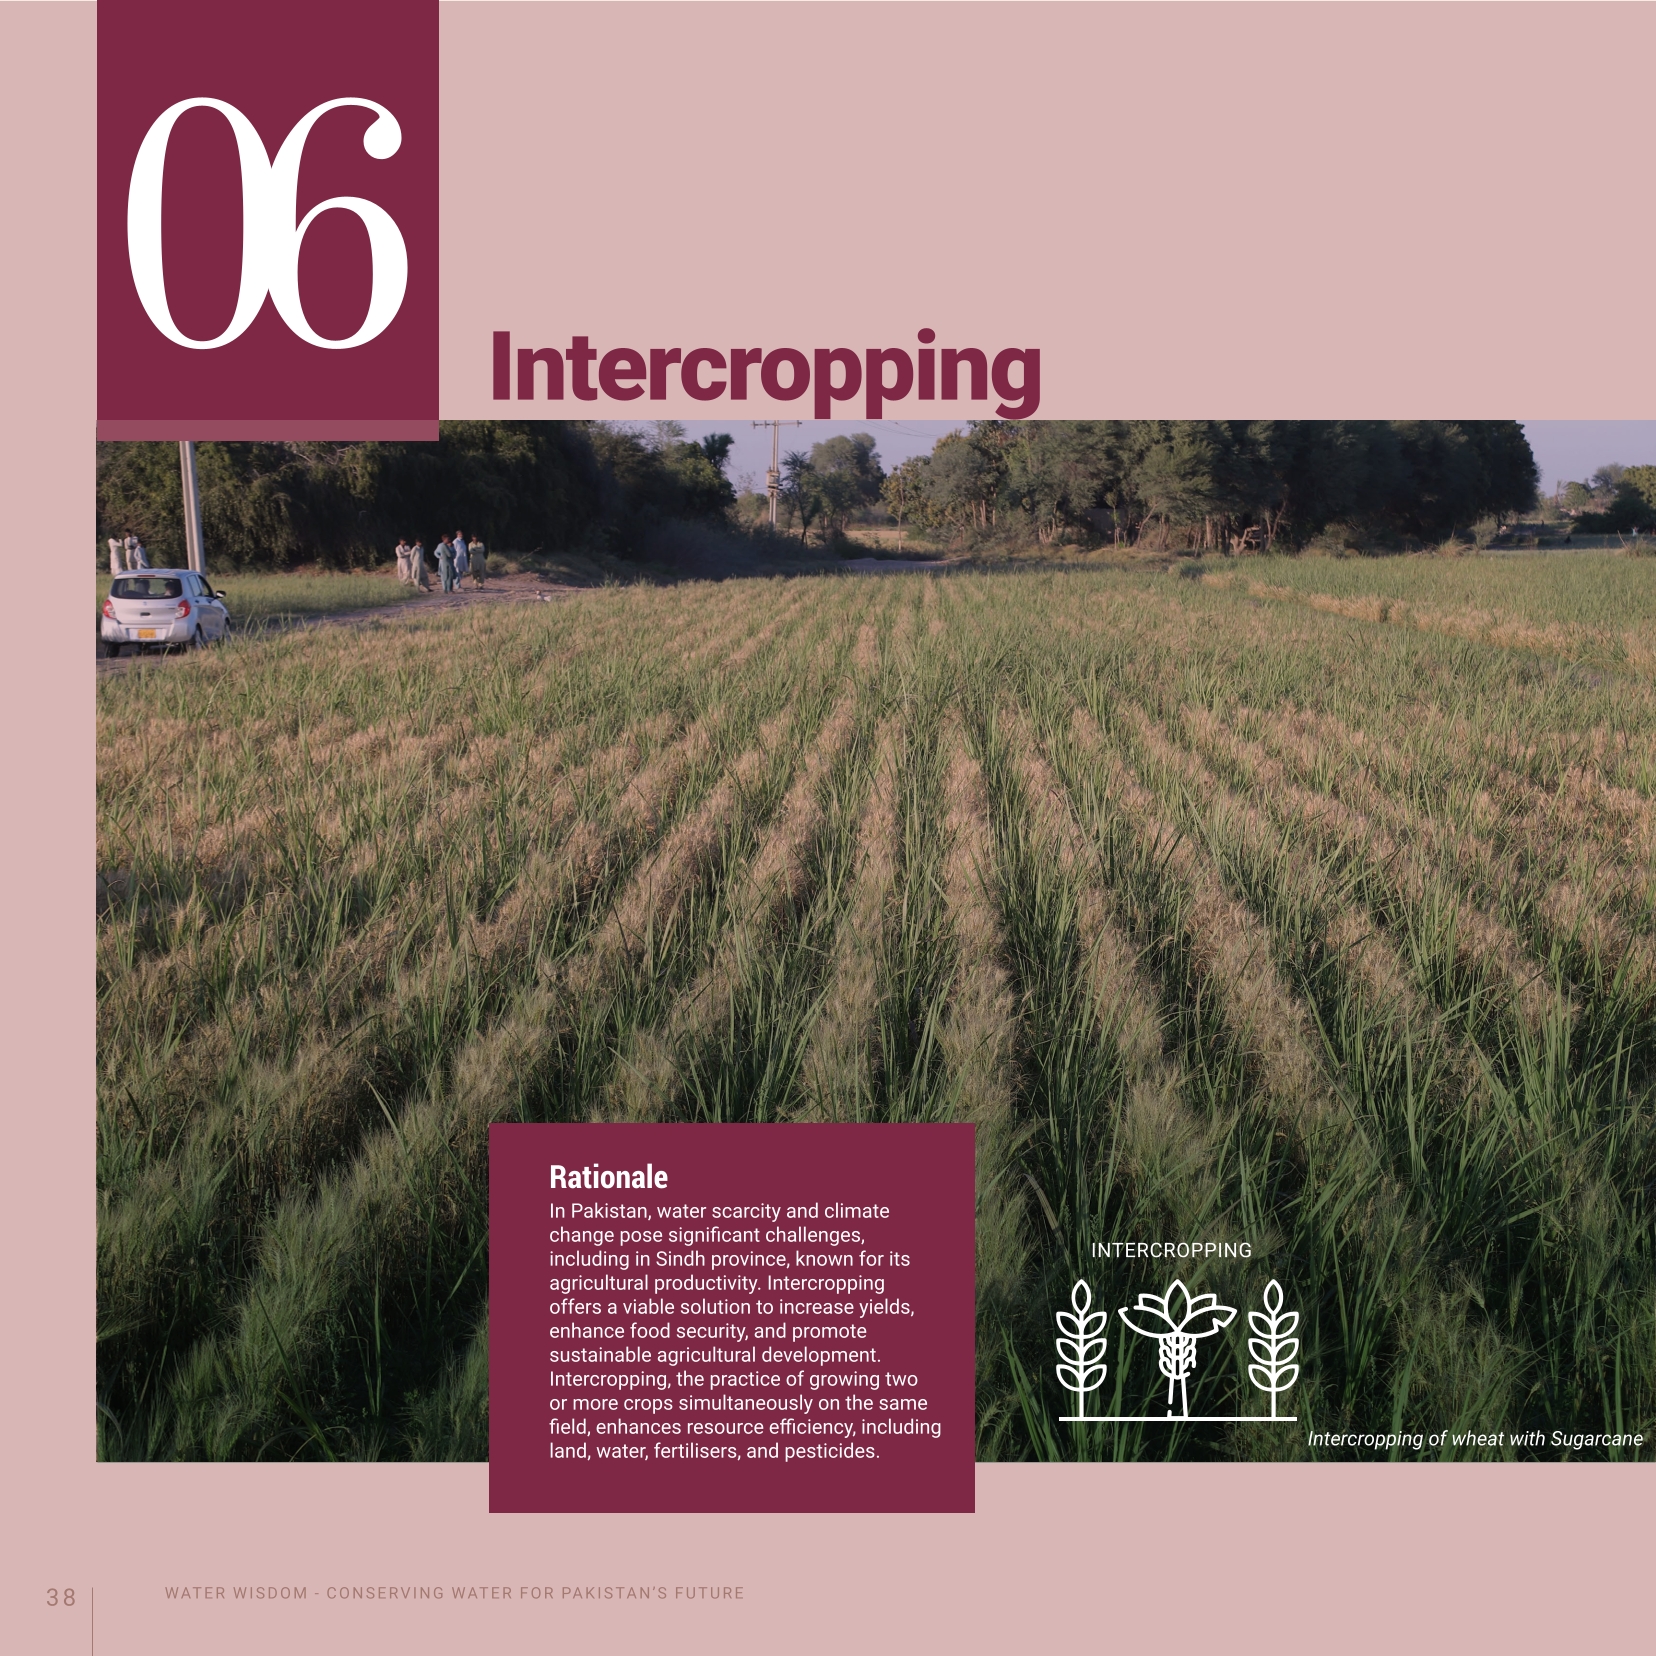 06
Intercropping
Rationale
In Pakistan, water scarcity and climate
change pose significant challenges,
including in Sindh province, known for its
agricultural productivity. Intercropping
offers a viable solution to increase yields,
enhance food security, and promote
sustainable agricultural development.
Intercropping, the practice of growing two
or more crops simultaneously on the same
field, enhances resource efficiency, including
land, water, fertilisers, and pesticides.
INTERCROPPING
Intercropping of wheat with Sugarcane
38
WATER WISDOM - CONSERVING WATER FOR PAKISTAN'S FUTURE